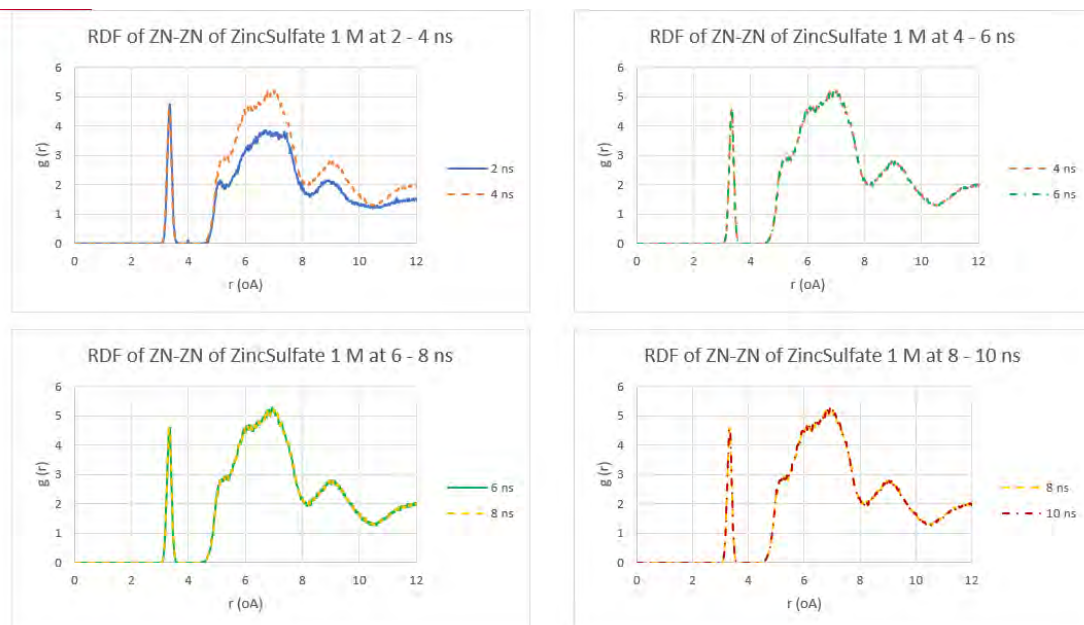 RDF of ZN-ZN of ZincSulfate 1 M at 2 - 4 ns
6
5
4
3
2
1
0
g (r)
0 2 4 6 8 10 12
r (oA)
2 ns
4 ns
RDF of ZN-ZN of ZincSulfate 1 M at 4 - 6 ns
6
5
4
3
2
1
0
g (r)
0 2 4 6 8 10 12
r (oA)
4 ns
6 ns
RDF of ZN-ZN of ZincSulfate 1 M at 6 - 8 ns
6
5
4
3
2
1
0
g (r)
0 2 4 6 8 10 12
r (oA)
6 ns
8 ns
RDF of ZN-ZN of ZincSulfate 1 M at 8 - 10 ns
6
5
4
3
2
1
0
g (r)
0 2 4 6 8 10 12
r (oA)
8 ns
10 ns